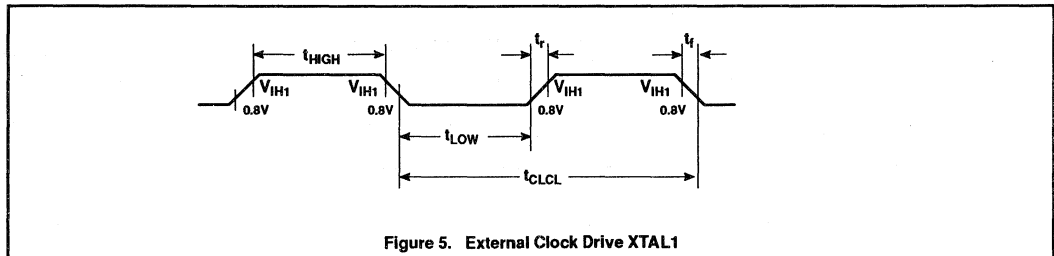 tHIGH tr tf
VIH1 VIH1 VIH1 VIH1
0.8V 0.8V 0.8V 0.8V
tLOW
tCLCL
Figure 5. External Clock Drive XTAL1